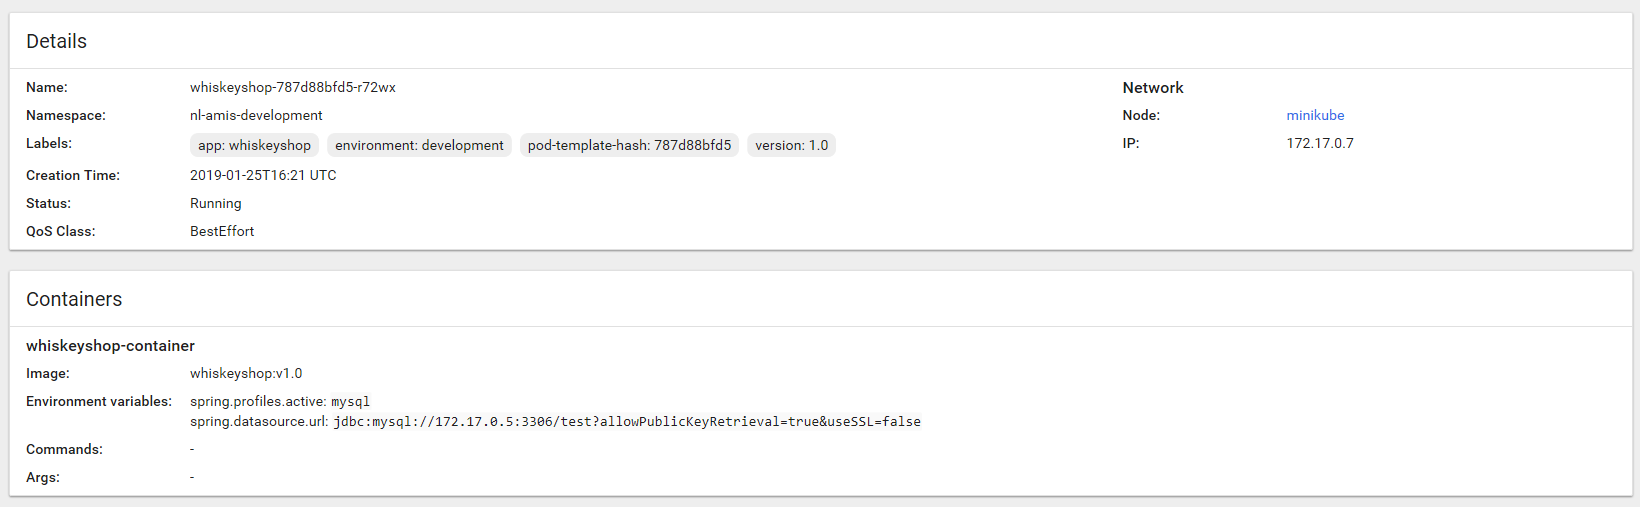 Details
Name: whiskeyshop-787d88bfd5-r72wx
Namespace: nl-amis-development
Labels: app: whiskeyshop environment: development pod-template-hash: 787d88bfd5 version: 1.0
Creation Time: 2019-01-25T16:21 UTC
Status: Running
QoS Class: BestEffort
Network
Node: minikube
IP: 172.17.0.7
Containers
whiskeyshop-container
Image: whiskeyshop:v1.0
Environment variables: spring.profiles.active: mysql
spring.datasource.url: jdbc:mysql://172.17.0.5:3306/test?allowPublicKeyRetrieval=true&useSSL=false
Commands: -
Args: -